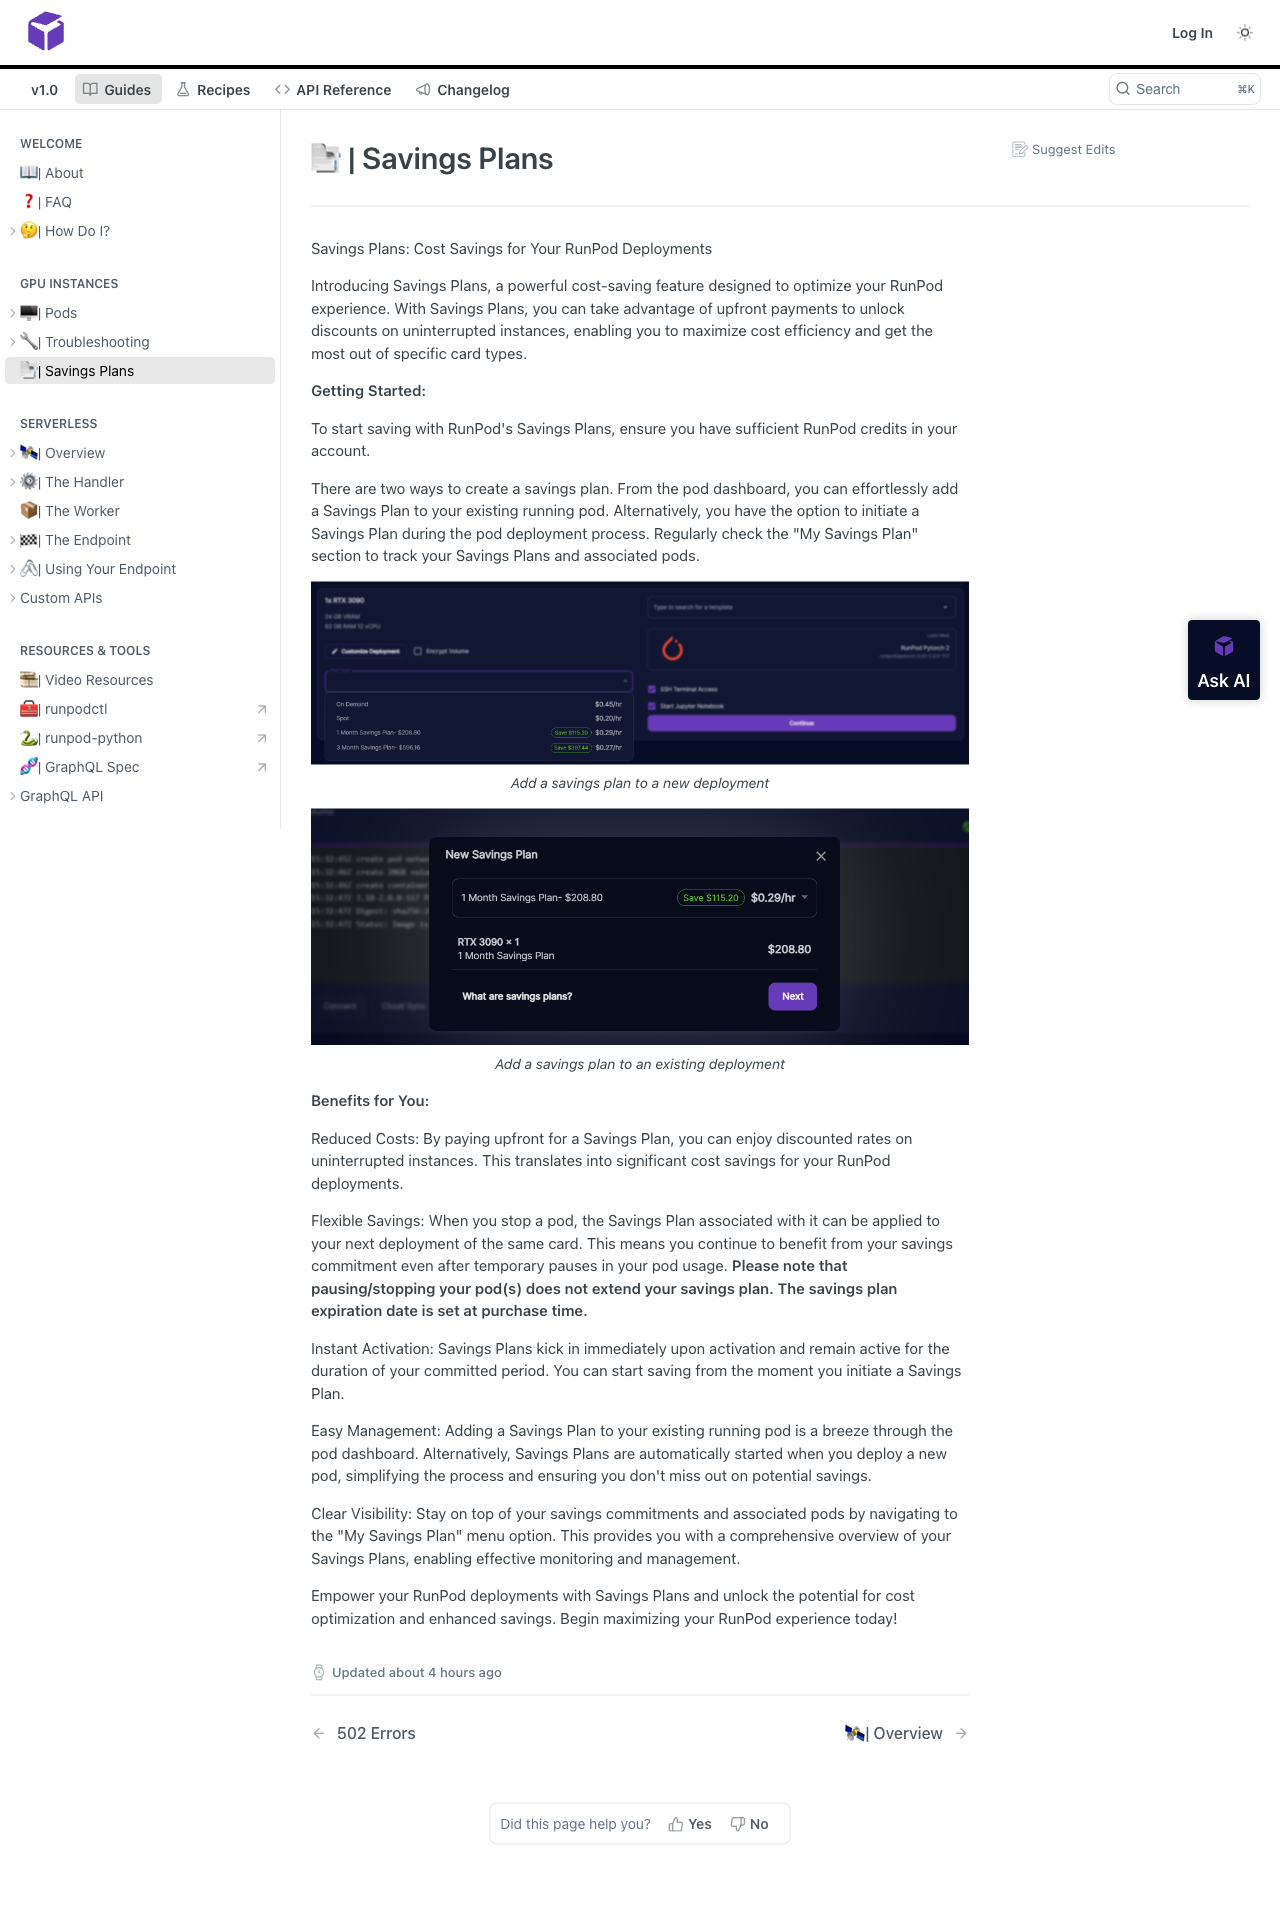 Log In
v1.0
Guides
Recipes
API Reference
Changelog
Search
⌘K
WELCOME
| About
| FAQ
| How Do I?
GPU INSTANCES
| Pods
| Troubleshooting
| Savings Plans
SERVERLESS
| Overview
| The Handler
| The Worker
| The Endpoint
| Using Your Endpoint
Custom APIs
RESOURCES & TOOLS
| Video Resources
| runpodctl
| runpod-python
| GraphQL Spec
GraphQL API
| Savings Plans
Suggest Edits
Savings Plans: Cost Savings for Your RunPod Deployments
Introducing Savings Plans, a powerful cost-saving feature designed to optimize your RunPod
experience. With Savings Plans, you can take advantage of upfront payments to unlock
discounts on uninterrupted instances, enabling you to maximize cost efficiency and get the
most out of specific card types.
Getting Started:
To start saving with RunPod's Savings Plans, ensure you have sufficient RunPod credits in your
account.
There are two ways to create a savings plan. From the pod dashboard, you can effortlessly add
a Savings Plan to your existing running pod. Alternatively, you have the option to initiate a
Savings Plan during the pod deployment process. Regularly check the "My Savings Plan"
section to track your Savings Plans and associated pods.
1x RTX 3090
24 GB VRAM
Customize Deployment
Encrypt Volume
On Demand $0.45/hr
Spot $0.20/hr
1 Month Savings Plan- $208.80 Save $115.20 $0.29/hr
3 Month Savings Plan- $596.16 Save $397.44 $0.27/hr
Type to search for a template
RunPod Pytorch 2
SSH Terminal Access
Start Jupyter Notebook
Continue
Add a savings plan to a new deployment
New Savings Plan
1 Month Savings Plan- $208.80 Save $115.20 $0.29/hr
RTX 3090 × 1
1 Month Savings Plan
$208.80
What are savings plans?
Next
Connect
Cloud Sync
Add a savings plan to an existing deployment
Benefits for You:
Reduced Costs: By paying upfront for a Savings Plan, you can enjoy discounted rates on
uninterrupted instances. This translates into significant cost savings for your RunPod
deployments.
Flexible Savings: When you stop a pod, the Savings Plan associated with it can be applied to
your next deployment of the same card. This means you continue to benefit from your savings
commitment even after temporary pauses in your pod usage. Please note that
pausing/stopping your pod(s) does not extend your savings plan. The savings plan
expiration date is set at purchase time.
Instant Activation: Savings Plans kick in immediately upon activation and remain active for the
duration of your committed period. You can start saving from the moment you initiate a Savings
Plan.
Easy Management: Adding a Savings Plan to your existing running pod is a breeze through the
pod dashboard. Alternatively, Savings Plans are automatically started when you deploy a new
pod, simplifying the process and ensuring you don't miss out on potential savings.
Clear Visibility: Stay on top of your savings commitments and associated pods by navigating to
the "My Savings Plan" menu option. This provides you with a comprehensive overview of your
Savings Plans, enabling effective monitoring and management.
Empower your RunPod deployments with Savings Plans and unlock the potential for cost
optimization and enhanced savings. Begin maximizing your RunPod experience today!
Updated about 4 hours ago
502 Errors
| Overview
Did this page help you?
Yes
No
Ask AI